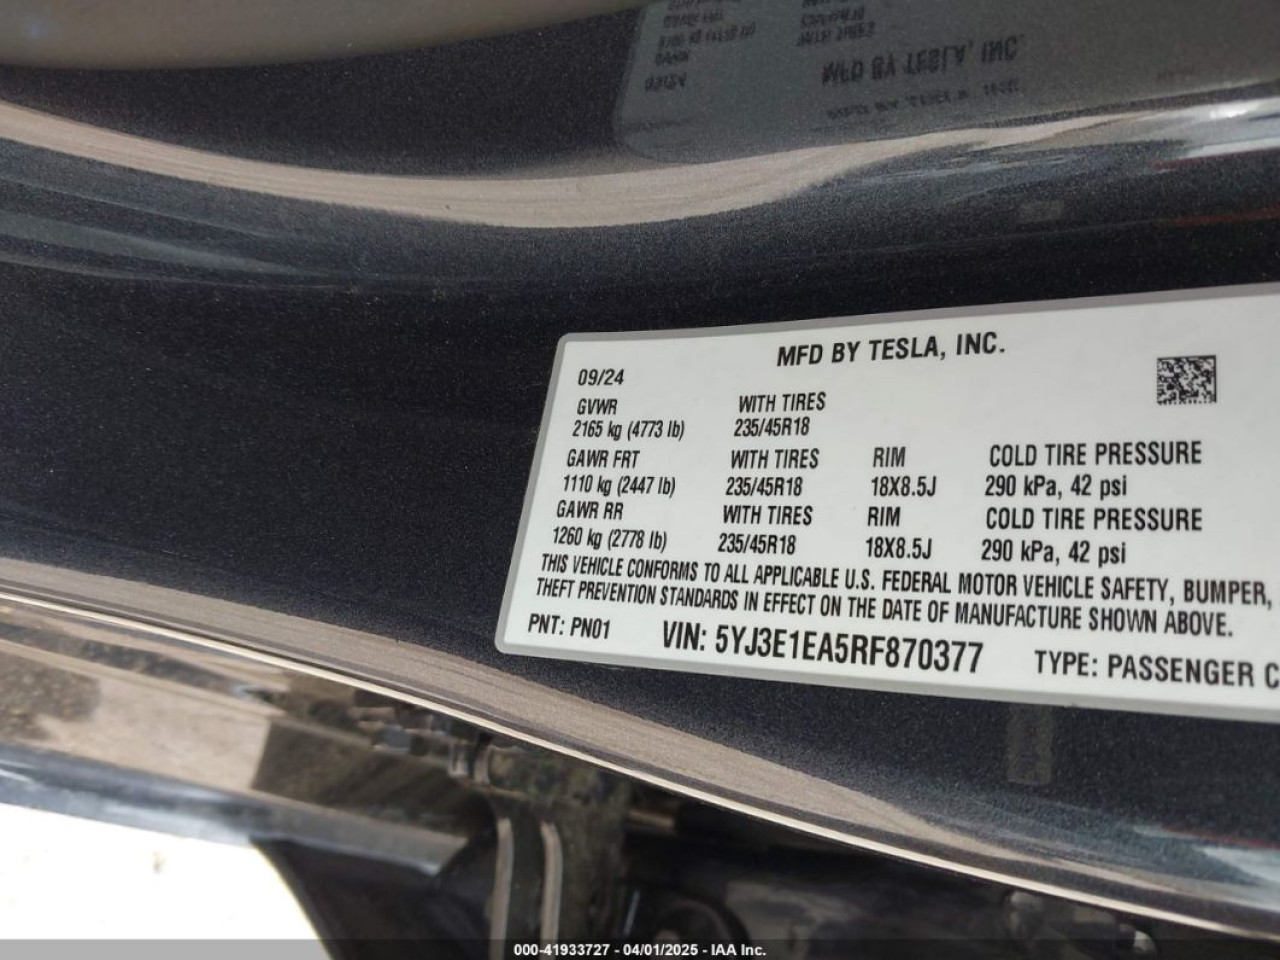 MFD BY TESLA, INC.
09/24
GVWR WITH TIRES
2165 kg (4773 lb) 235/45R18
GAWR FRT WITH TIRES RIM COLD TIRE PRESSURE
1110 kg (2447 lb) 235/45R18 18X8.5J 290 kPa, 42 psi
GAWR RR WITH TIRES RIM COLD TIRE PRESSURE
1260 kg (2778 lb) 235/45R18 18X8.5J 290 kPa, 42 psi
THIS VEHICLE CONFORMS TO ALL APPLICABLE U.S. FEDERAL MOTOR VEHICLE SAFETY, BUMPER,
THEFT PREVENTION STANDARDS IN EFFECT ON THE DATE OF MANUFACTURE SHOWN ABOVE.
PNT: PN01 VIN: 5YJ3E1EA5RF870377 TYPE: PASSENGER C
000-41933727 - 04/01/2025 - IAA Inc.